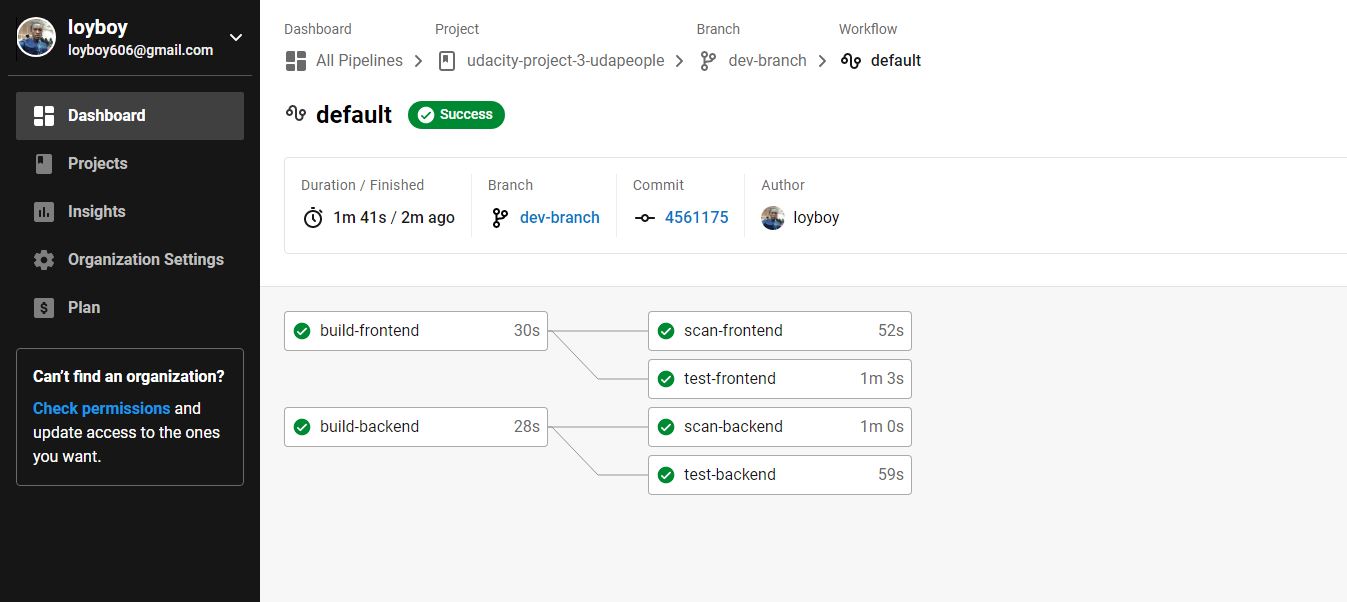 loyboy
loyboy606@gmail.com
Dashboard
Projects
Insights
Organization Settings
Plan
Can't find an organization?
Check permissions and
update access to the ones
you want.
Dashboard Project Branch Workflow
All Pipelines udacity-project-3-udapeople dev-branch default
default Success
Duration / Finished Branch Commit Author
1m 41s / 2m ago dev-branch 4561175 loyboy
build-frontend 30s scan-frontend 52s
test-frontend 1m 3s
build-backend 28s scan-backend 1m 0s
test-backend 59s